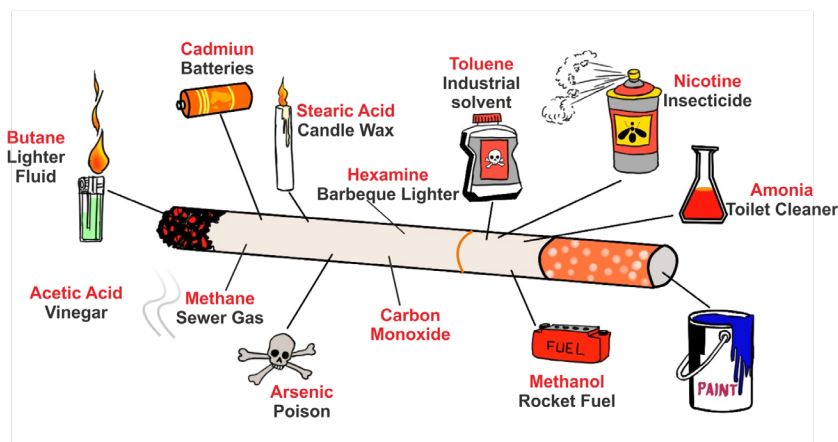 Cadmiun
Batteries
Toluene
Industrial
solvent
Nicotine
Insecticide
Stearic Acid
Candle Wax
Butane
Lighter
Fluid
Hexamine
Barbeque Lighter
Amonia
Toilet Cleaner
Acetic Acid
Vinegar
Methane
Sewer Gas
Carbon
Monoxide
FUEL
Arsenic
Poison
Methanol
Rocket Fuel
PAINT